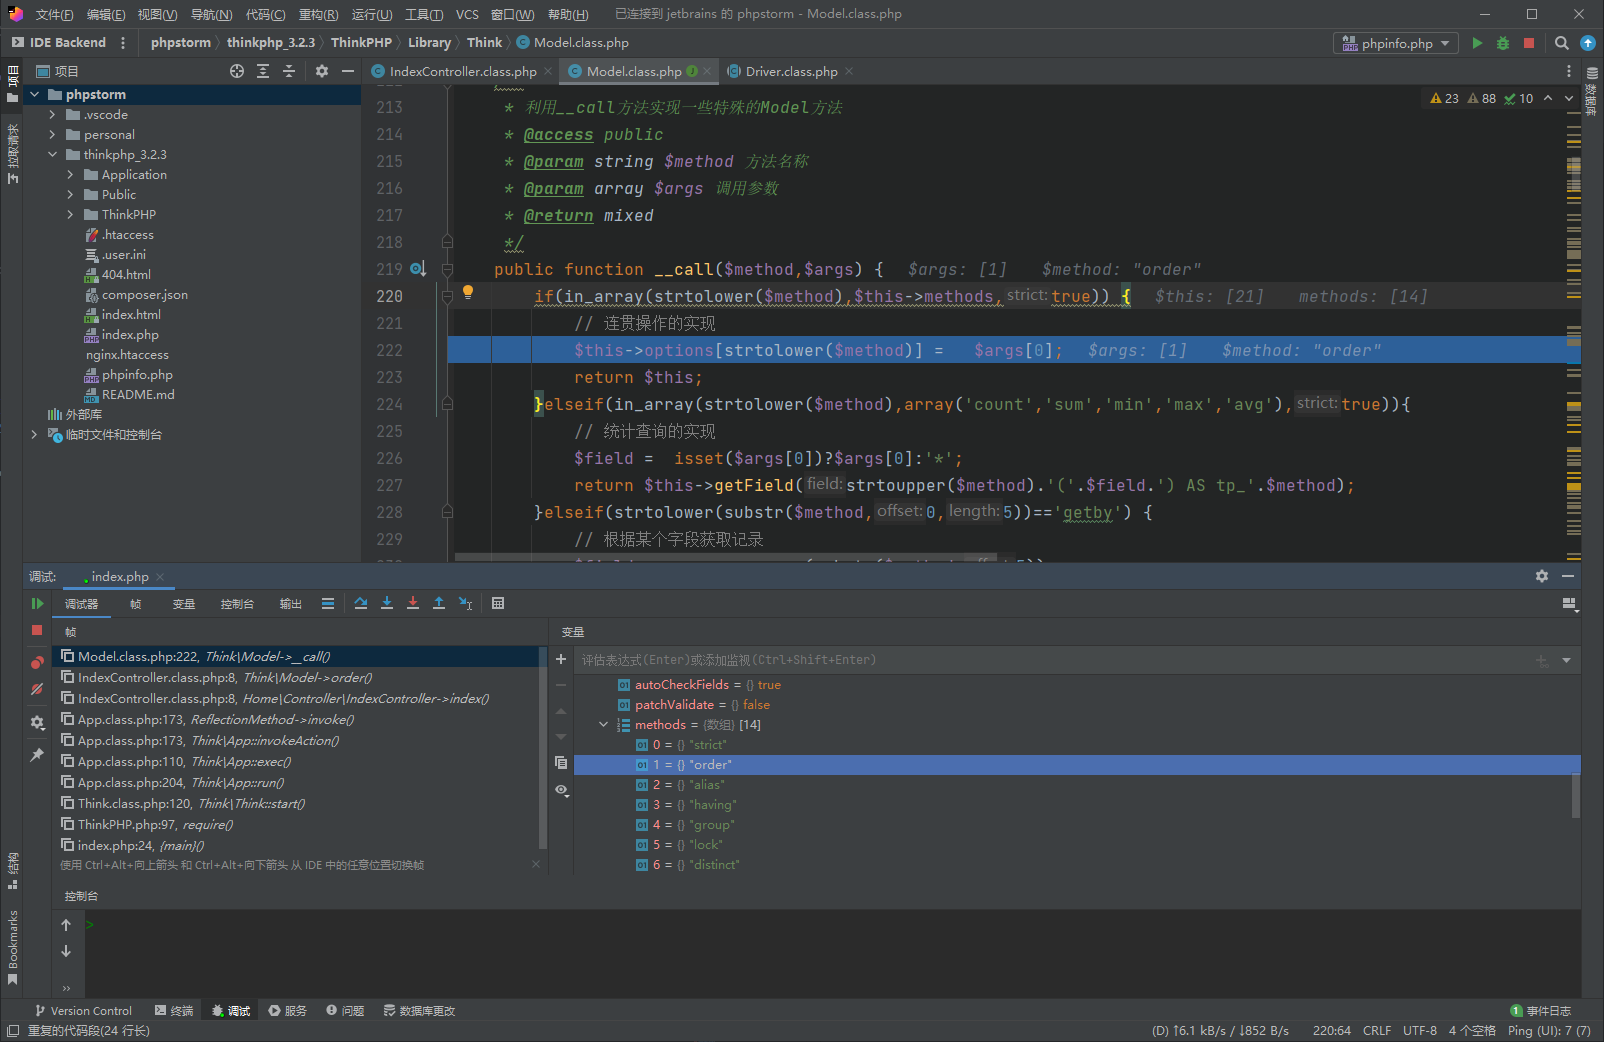 文件(F) 编辑(E) 视图(V) 导航(N) 代码(C) 重构(R) 运行(U) 工具(T) VCS 窗口(W) 帮助(H) 已连接到 jetbrains 的 phpstorm - Model.class.php
IDE Backend phpstorm thinkphp_3.2.3 ThinkPHP Library Think Model.class.php phpinfo.php
项目
IndexController.class.php Model.class.php Driver.class.php
项目
拉取请求
结构
Bookmarks
数据库
phpstorm
.vscode
personal
thinkphp_3.2.3
Application
Public
ThinkPHP
.htaccess
.user.ini
404.html
composer.json
index.html
index.php
nginx.htaccess
phpinfo.php
README.md
外部库
临时文件和控制台
23 88 10
213 * 利用__call方法实现一些特殊的Model方法
214 * @access public
215 * @param string $method 方法名称
216 * @param array $args 调用参数
217 * @return mixed
218 */
219 public function __call($method,$args) { $args: [1] $method: "order"
220 if(in_array(strtolower($method),$this->methods, strict: true)) { $this: [21] methods: [14]
221 // 连贯操作的实现
222 $this->options[strtolower($method)] = $args[0]; $args: [1] $method: "order"
223 return $this;
224 }elseif(in_array(strtolower($method),array('count','sum','min','max','avg'), strict: true)){
225 // 统计查询的实现
226 $field = isset($args[0])?$args[0]:'*';
227 return $this->getField( field: strtoupper($method).'('.$field.') AS tp_'.$method);
228 }elseif(strtolower(substr($method, offset: 0, length: 5))=='getby') {
229 // 根据某个字段获取记录
调试: index.php
调试器 帧 变量 控制台 输出
帧
Model.class.php:222, Think\Model->__call()
IndexController.class.php:8, Think\Model->order()
IndexController.class.php:8, Home\Controller\IndexController->index()
App.class.php:173, ReflectionMethod->invoke()
App.class.php:173, Think\App::invokeAction()
App.class.php:110, Think\App::exec()
App.class.php:204, Think\App::run()
Think.class.php:120, Think\Think::start()
ThinkPHP.php:97, require()
index.php:24, {main}()
使用 Ctrl+Alt+向上箭头 和 Ctrl+Alt+向下箭头 从 IDE 中的任意位置切换帧
变量
评估表达式(Enter)或添加监视(Ctrl+Shift+Enter)
autoCheckFields = {} true
patchValidate = {} false
methods = {数组} [14]
0 = {} "strict"
1 = {} "order"
2 = {} "alias"
3 = {} "having"
4 = {} "group"
5 = {} "lock"
6 = {} "distinct"
控制台
>
Version Control 终端 调试 服务 问题 数据库更改 1 事件日志
重复的代码段(24 行长) (D) ↑6.1 kB/s / ↓852 B/s 220:64 CRLF UTF-8 4 个空格 Ping (UI): 7 (7)